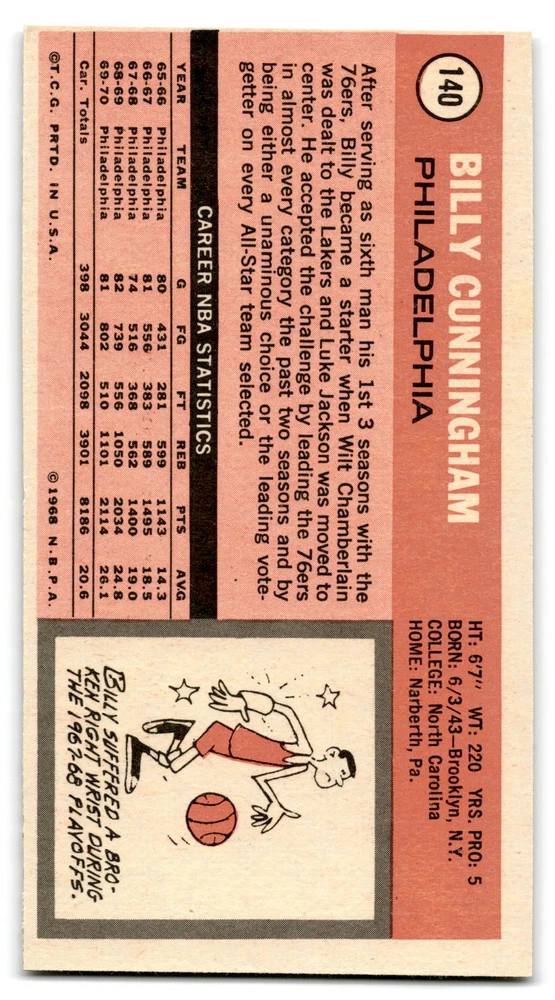 140
BILLY CUNNINGHAM
PHILADELPHIA
HT: 6'7" WT: 220 YRS. PRO: 5
BORN: 6/3/43—Brooklyn, N.Y.
COLLEGE: North Carolina
HOME: Narberth, Pa.
After serving as sixth man his 1st 3 seasons with the
76ers, Billy became a starter when Wilt Chamberlain
was dealt to the Lakers and Luke Jackson was moved to
center. He accepted the challenge by leading the 76ers
in almost every category the past two seasons and by
being either a unaminous choice or the leading vote-
getter on every All-Star team selected.
CAREER NBA STATISTICS
YEAR TEAM G FG FT REB PTS AVG
65-66 Philadelphia 80 431 281 599 1143 14.3
66-67 Philadelphia 81 556 383 589 1495 18.5
67-68 Philadelphia 74 516 368 562 1400 19.0
68-69 Philadelphia 82 739 556 1050 2034 24.8
69-70 Philadelphia 81 802 510 1101 2114 26.1
Car. Totals 398 3044 2098 3901 8186 20.6
©T.C.G. PRTD. IN U.S.A. ©1968 N.B.P.A.
BILLY SUFFERED A BRO-
KEN RIGHT WRIST DURING
THE 1967-68 PLAYOFFS.